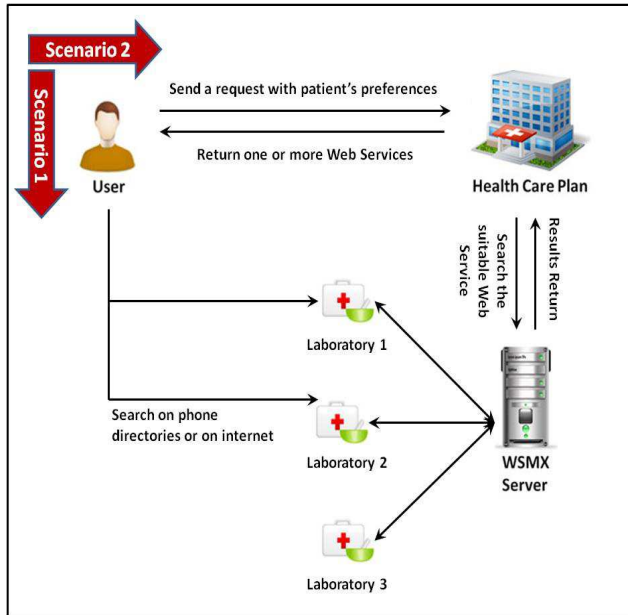 Scenario 2
Scenario 1
Send a request with patient's preferences
Return one or more Web Services
User
Health Care Plan
Search the
suitable Web
Service
Results Return
Laboratory 1
Search on phone
directories or on internet
Laboratory 2
WSMX
Server
Laboratory 3